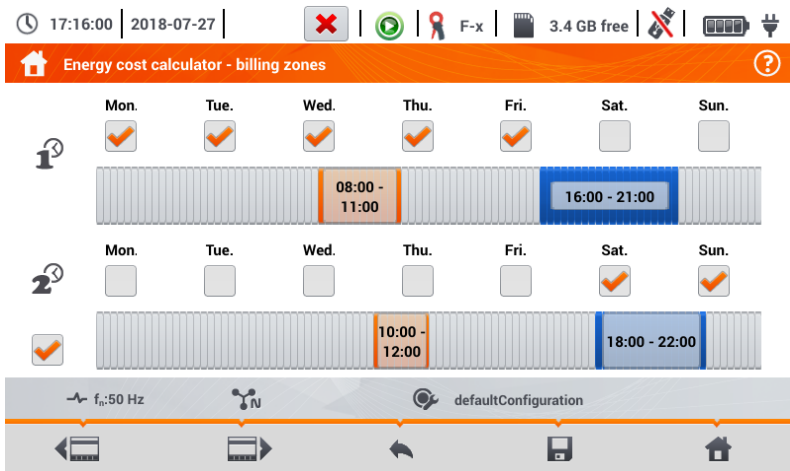 17:16:00 2018-07-27 F-x 3.4 GB free
Energy cost calculator - billing zones ?
Mon. Tue. Wed. Thu. Fri. Sat. Sun.
1
08:00 -
11:00
16:00 - 21:00
Mon. Tue. Wed. Thu. Fri. Sat. Sun.
2
10:00 -
12:00
18:00 - 22:00
fn:50 Hz N defaultConfiguration